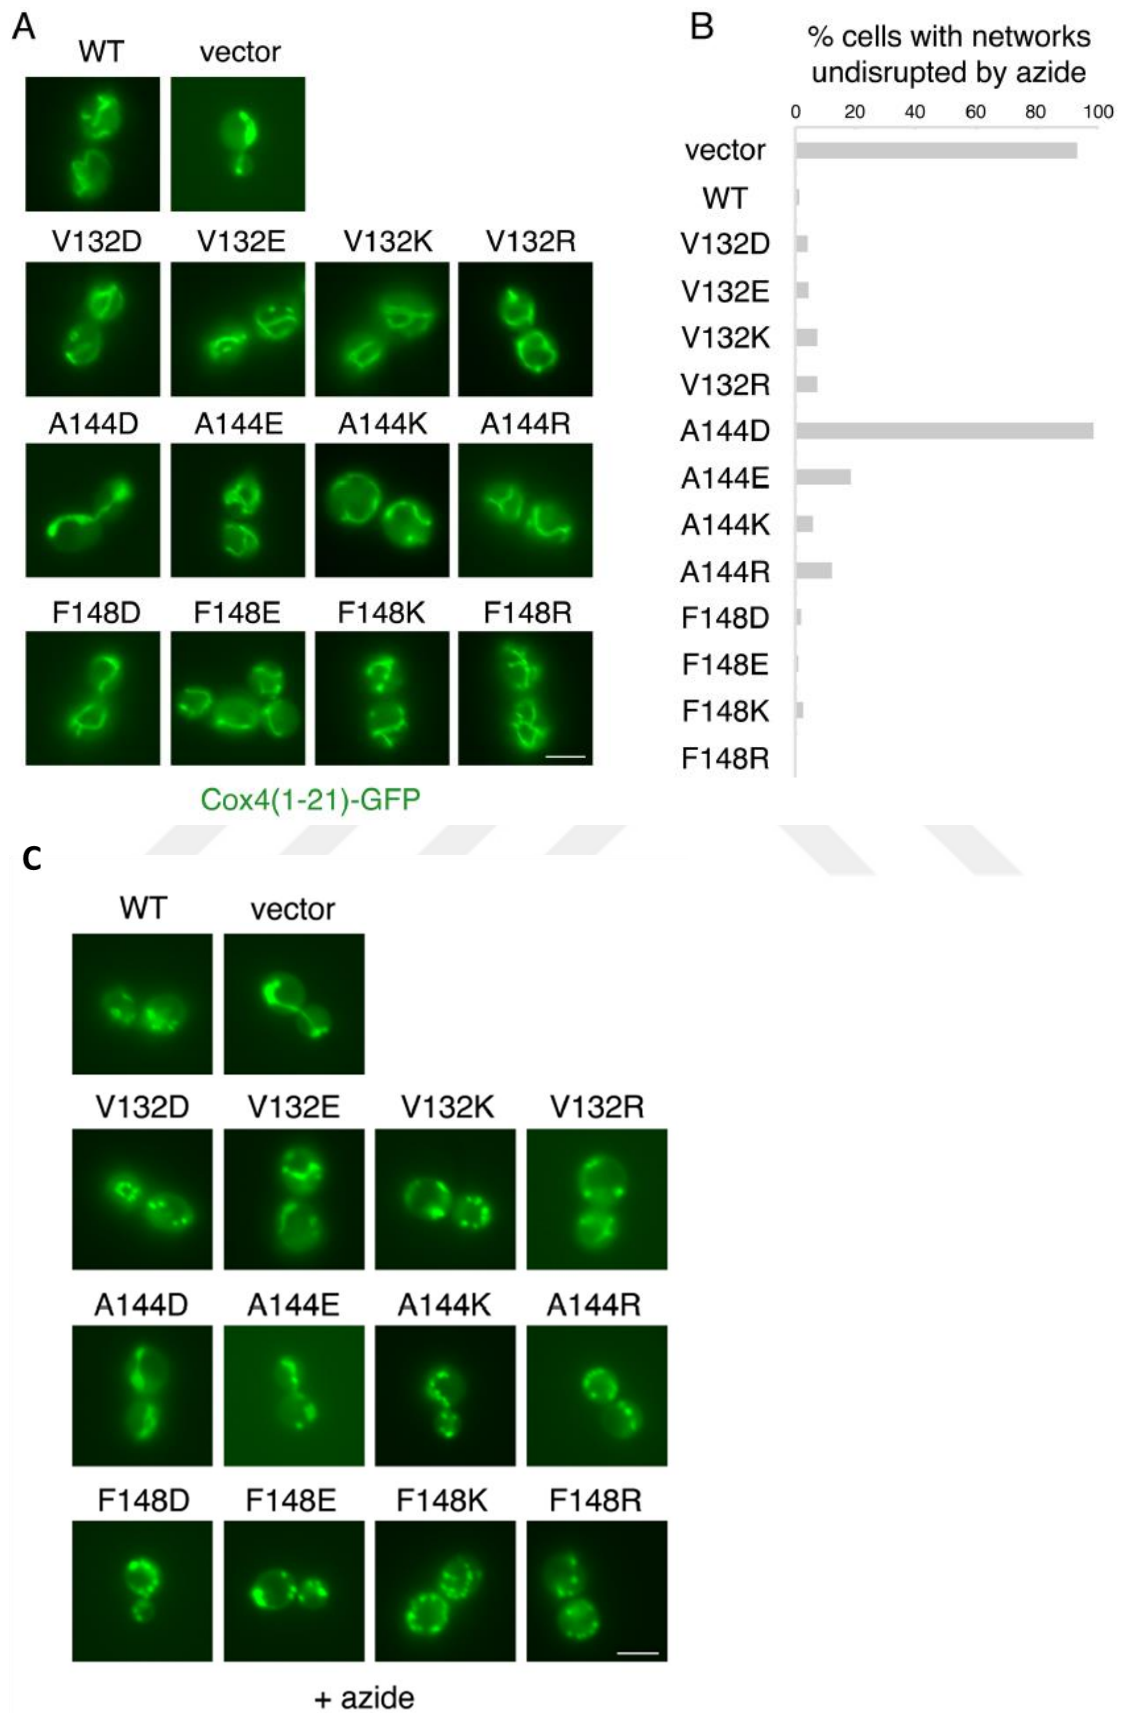 A
WT vector
V132D V132E V132K V132R
A144D A144E A144K A144R
F148D F148E F148K F148R
Cox4(1-21)-GFP
B
% cells with networks
undisrupted by azide
0 20 40 60 80 100
vector
WT
V132D
V132E
V132K
V132R
A144D
A144E
A144K
A144R
F148D
F148E
F148K
F148R
C
WT vector
V132D V132E V132K V132R
A144D A144E A144K A144R
F148D F148E F148K F148R
+ azide